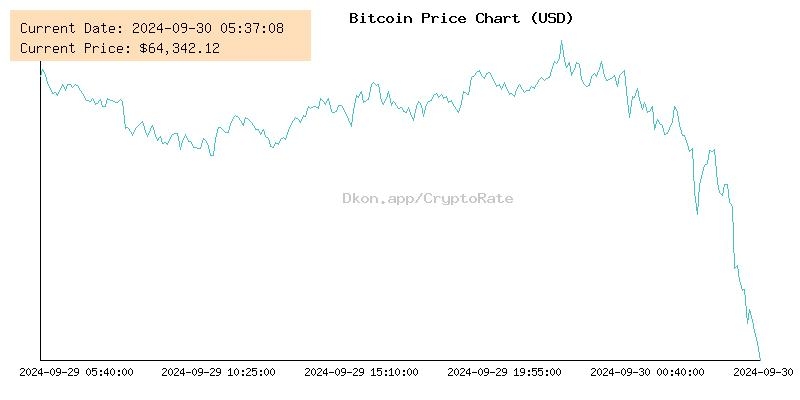 Bitcoin Price Chart (USD)
Current Date: 2024-09-30 05:37:08
Current Price: $64,342.12
Dkon.app/CryptoRate
2024-09-29 05:40:00 2024-09-29 10:25:00 2024-09-29 15:10:00 2024-09-29 19:55:00 2024-09-30 00:40:00 2024-09-30